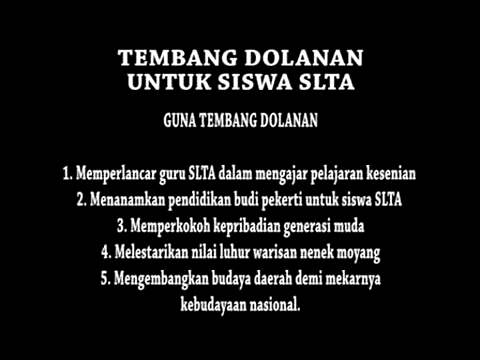 TEMBANG DOLANAN
UNTUK SISWA SLTA
GUNA TEMBANG DOLANAN
1. Memperlancar guru SLTA dalam mengajar pelajaran kesenian
2. Menanamkan pendidikan budi pekerti untuk siswa SLTA
3. Memperkokoh kepribadian generasi muda
4. Melestarikan nilai luhur warisan nenek moyang
5. Mengembangkan budaya daerah demi mekarnya
kebudayaan nasional.